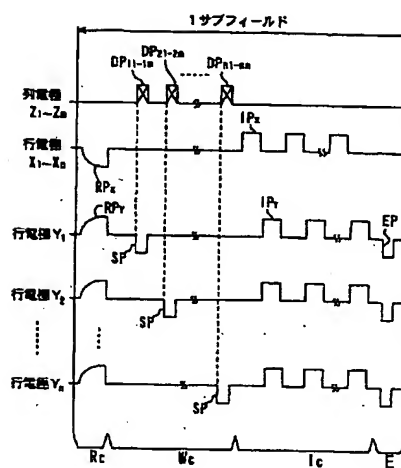 1サブフィールド
DP11-1m
DP21-2m
DPn1-nm
列電極
Z1~Zm
IPX
行電極
X1~Xn
RPX
RPY
IPY
EP
行電極Y1
SP
行電極Y2
SP
行電極Yn
SP
Rc
Wc
Ic
E